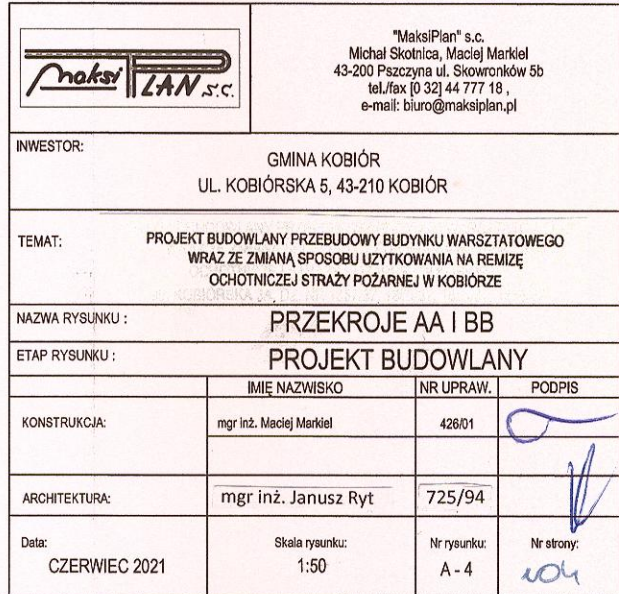 maksi PLAN s.c.
"MaksiPlan" s.c.
Michał Skotnica, Maciej Markiel
43-200 Pszczyna ul. Skowronków 5b
tel./fax [0 32] 44 777 18 ,
e-mail: biuro@maksiplan.pl
INWESTOR:
GMINA KOBIÓR
UL. KOBIÓRSKA 5, 43-210 KOBIÓR
TEMAT:
PROJEKT BUDOWLANY PRZEBUDOWY BUDYNKU WARSZTATOWEGO
WRAZ ZE ZMIANĄ SPOSOBU UZYTKOWANIA NA REMIZĘ
OCHOTNICZEJ STRAŻY POŻARNEJ W KOBIÓRZE
NAZWA RYSUNKU : PRZEKROJE AA I BB
ETAP RYSUNKU : PROJEKT BUDOWLANY
IMIĘ NAZWISKO NR UPRAW. PODPIS
KONSTRUKCJA: mgr inż. Maciej Markiel 426/01
ARCHITEKTURA: mgr inż. Janusz Ryt 725/94
Data: Skala rysunku: Nr rysunku: Nr strony:
CZERWIEC 2021 1:50 A - 4 104